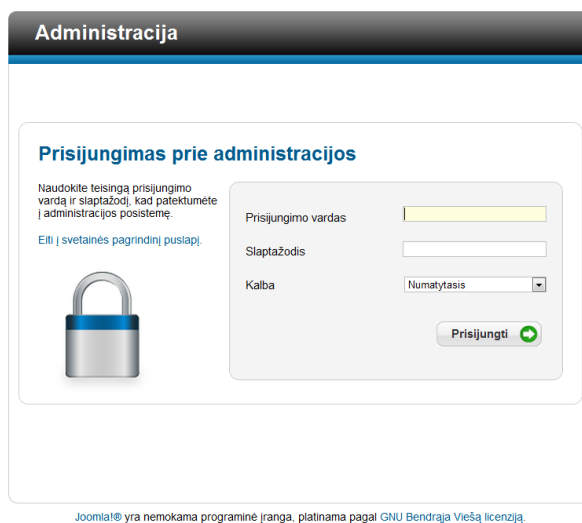 Administracija
Prisijungimas prie administracijos
Naudokite teisingą prisijungimo
vardą ir slaptažodį, kad patektumėte
į administracijos posistemę.
Eiti į svetainės pagrindinį puslapį.
Prisijungimo vardas
Slaptažodis
Kalba
Numatytasis
Prisijungti
Joomla!® yra nemokama programinė įranga, platinama pagal GNU Bendrąja Viešą licenziją.